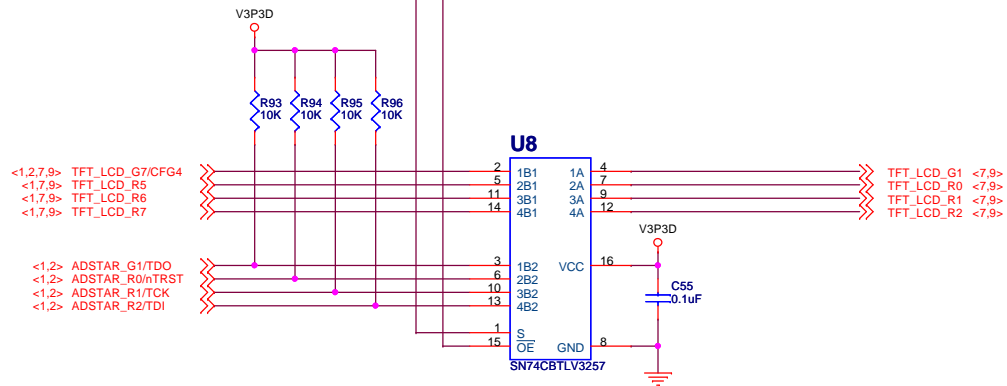 V3P3D
R93 R94 R95 R96
10K 10K 10K 10K
U8
<1,2,7,9> TFT_LCD_G7/CFG4 2 1B1 1A 4 TFT_LCD_G1 <7,9>
<1,7,9> TFT_LCD_R5 5 2B1 2A 7 TFT_LCD_R0 <7,9>
<1,7,9> TFT_LCD_R6 11 3B1 3A 9 TFT_LCD_R1 <7,9>
<1,7,9> TFT_LCD_R7 14 4B1 4A 12 TFT_LCD_R2 <7,9>
V3P3D
<1,2> ADSTAR_G1/TDO 3 1B2 VCC 16
<1,2> ADSTAR_R0/nTRST 6 2B2
<1,2> ADSTAR_R1/TCK 10 3B2
<1,2> ADSTAR_R2/TDI 13 4B2
C55
0.1uF
1 S
15 OE GND 8
SN74CBTLV3257